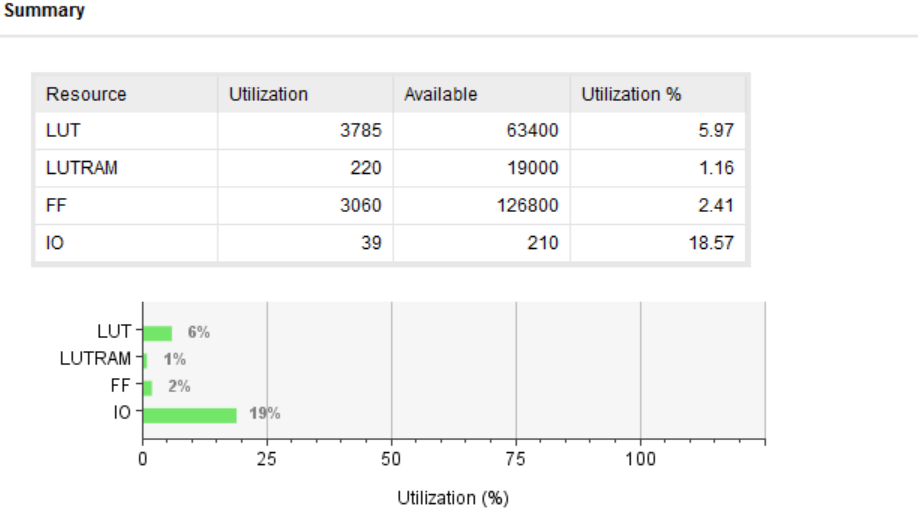 Summary
Resource Utilization Available Utilization %
LUT 3785 63400 5.97
LUTRAM 220 19000 1.16
FF 3060 126800 2.41
IO 39 210 18.57
LUT 6%
LUTRAM 1%
FF 2%
IO 19%
0 25 50 75 100
Utilization (%)